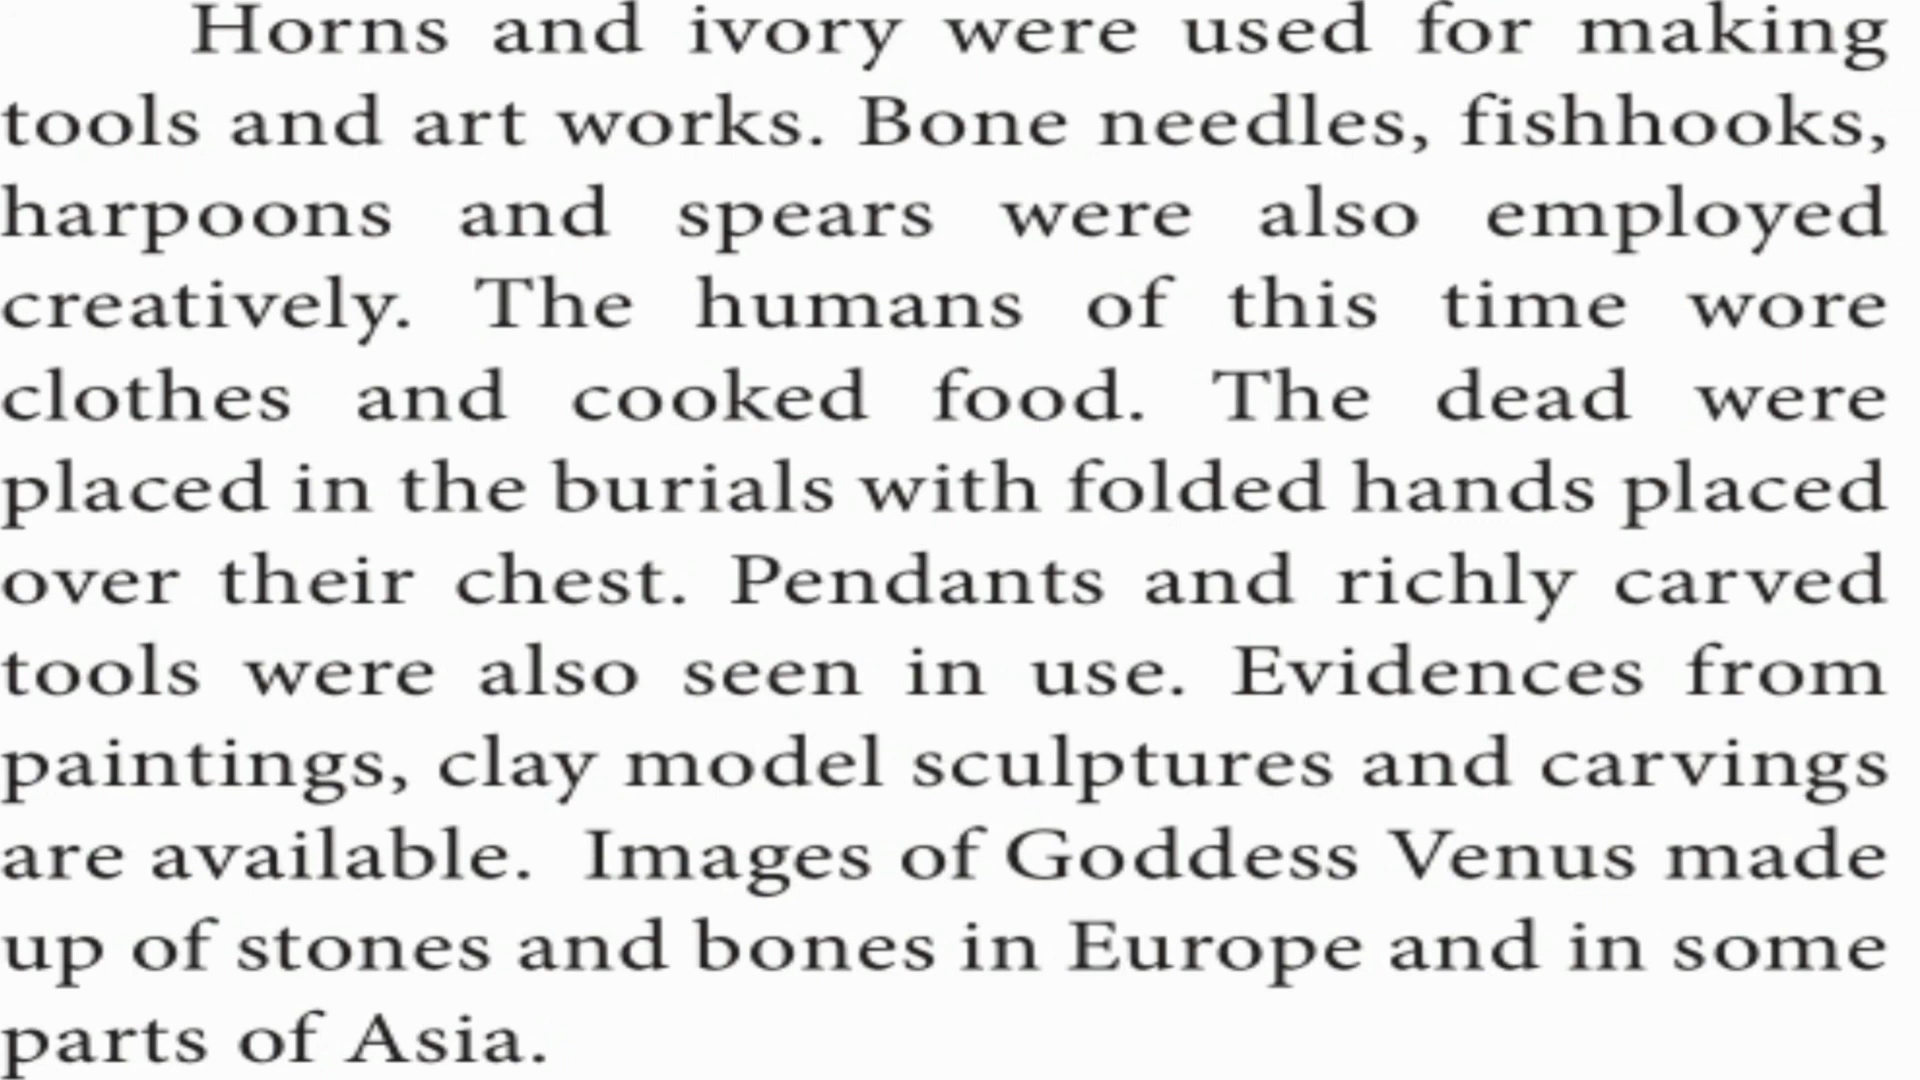 Horns and ivory were used for making
tools and art works. Bone needles, fishhooks,
harpoons and spears were also employed
creatively. The humans of this time wore
clothes and cooked food. The dead were
placed in the burials with folded hands placed
over their chest. Pendants and richly carved
tools were also seen in use. Evidences from
paintings, clay model sculptures and carvings
are available. Images of Goddess Venus made
up of stones and bones in Europe and in some
parts of Asia.